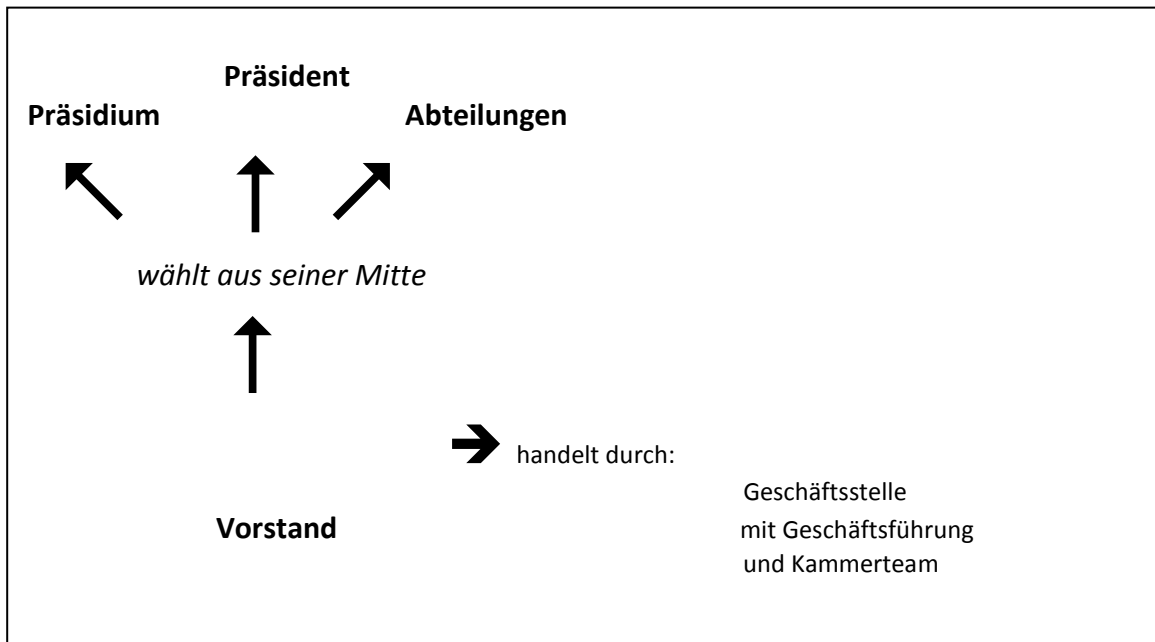 Präsident
Präsidium
Abteilungen
wählt aus seiner Mitte
handelt durch:
Geschäftsstelle
Vorstand
mit Geschäftsführung
und Kammerteam